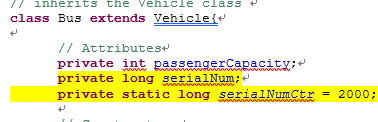 // inherits the Vehicle class
class Bus extends Vehicle{
// Attributes
private int passengerCapacity;
private long serialNum;
private static long serialNumCtr = 2000;